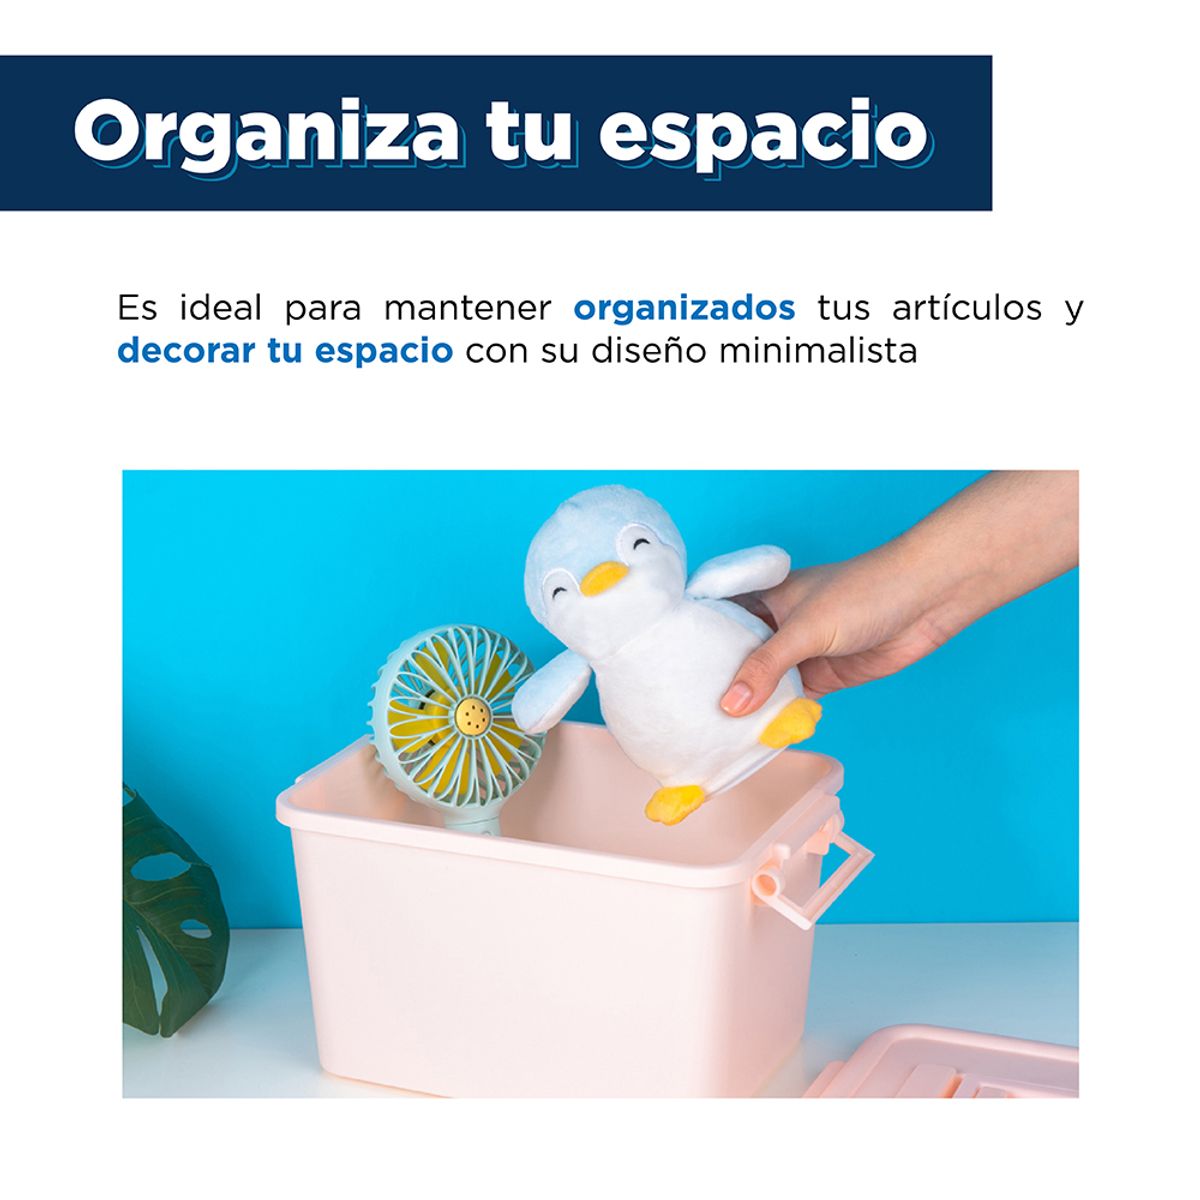 Organiza tu espacio
Es ideal para mantener organizados tus artículos y
decorar tu espacio con su diseño minimalista